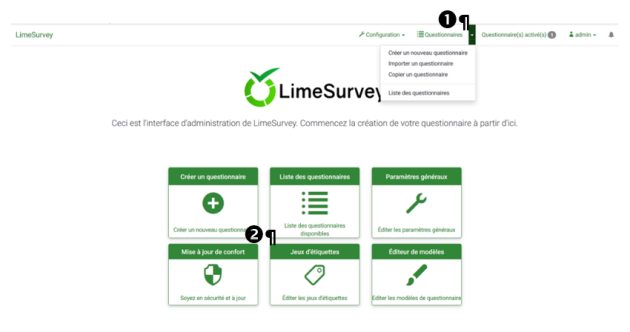 ❶¶
LimeSurvey
Configuration
Questionnaires
Questionnaire(s) activé(s) 1
admin
Créer un nouveau questionnaire
Importer un questionnaire
Copier un questionnaire
Liste des questionnaires
LimeSurvey
Ceci est l'interface d'administration de LimeSurvey. Commencez la création de votre questionnaire à partir d'ici.
Créer un questionnaire
Liste des questionnaires
Paramètres généraux
Créer un nouveau
Liste des questionnaires
disponibles
Éditer les paramètres généraux
❷¶
Mise à jour de confort
Jeux d'étiquettes
Éditeur de modèles
Soyez en sécurité et à jour
Éditer les jeux d'étiquettes
Éditer les modèles de questionnaire